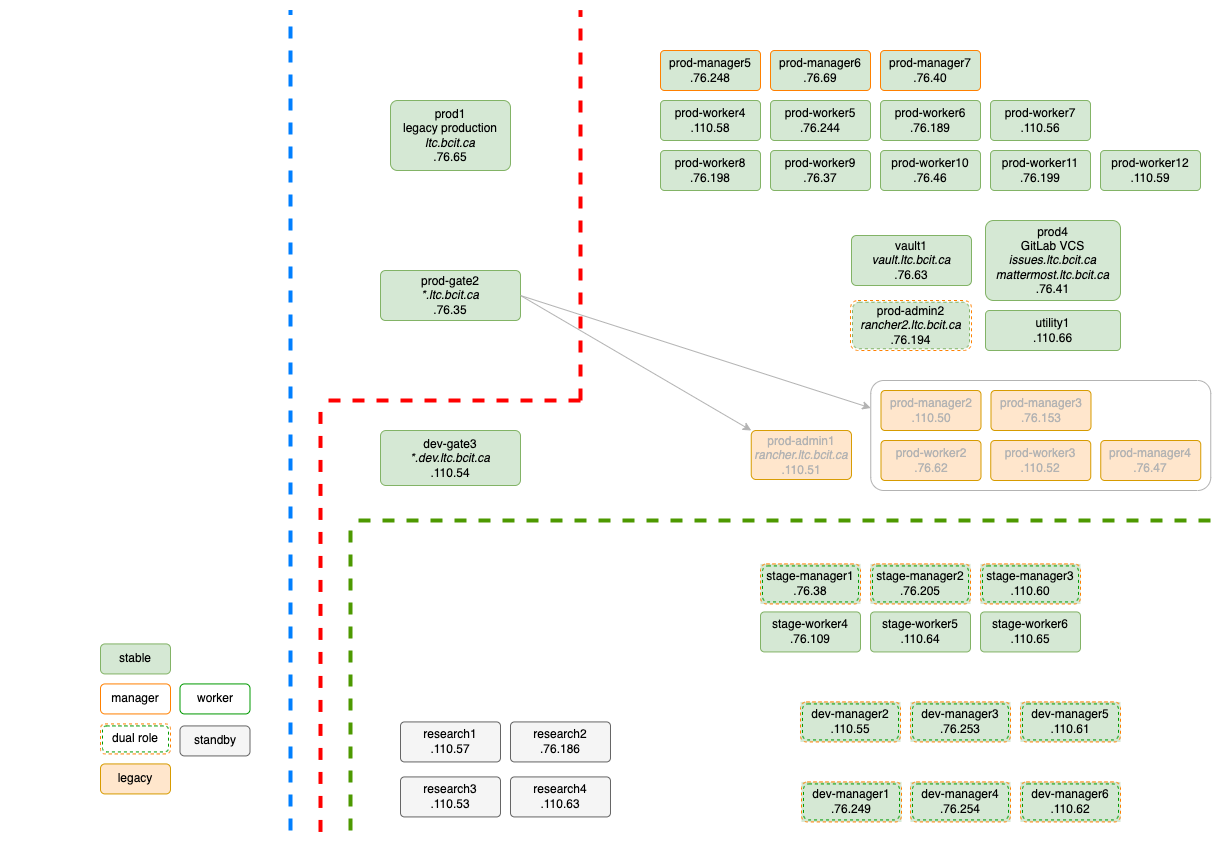 prod-manager5
.76.248
prod-manager6
.76.69
prod-manager7
.76.40
prod1
legacy production
ltc.bcit.ca
.76.65
prod-worker4
.110.58
prod-worker5
.76.244
prod-worker6
.76.189
prod-worker7
.110.56
prod-worker8
.76.198
prod-worker9
.76.37
prod-worker10
.76.46
prod-worker11
.76.199
prod-worker12
.110.59
vault1
vault.ltc.bcit.ca
.76.63
prod4
GitLab VCS
issues.ltc.bcit.ca
mattermost.ltc.bcit.ca
.76.41
prod-gate2
*.ltc.bcit.ca
.76.35
prod-admin2
rancher2.ltc.bcit.ca
.76.194
utility1
.110.66
prod-manager2
.110.50
prod-manager3
.76.153
dev-gate3
*.dev.ltc.bcit.ca
.110.54
prod-admin1
rancher.ltc.bcit.ca
.110.51
prod-worker2
.76.62
prod-worker3
.110.52
prod-manager4
.76.47
stage-manager1
.76.38
stage-manager2
.76.205
stage-manager3
.110.60
stage-worker4
.76.109
stage-worker5
.110.64
stage-worker6
.110.65
stable
manager
worker
dual role
standby
legacy
research1
.110.57
research2
.76.186
research3
.110.53
research4
.110.63
dev-manager2
.110.55
dev-manager3
.76.253
dev-manager5
.110.61
dev-manager1
.76.249
dev-manager4
.76.254
dev-manager6
.110.62